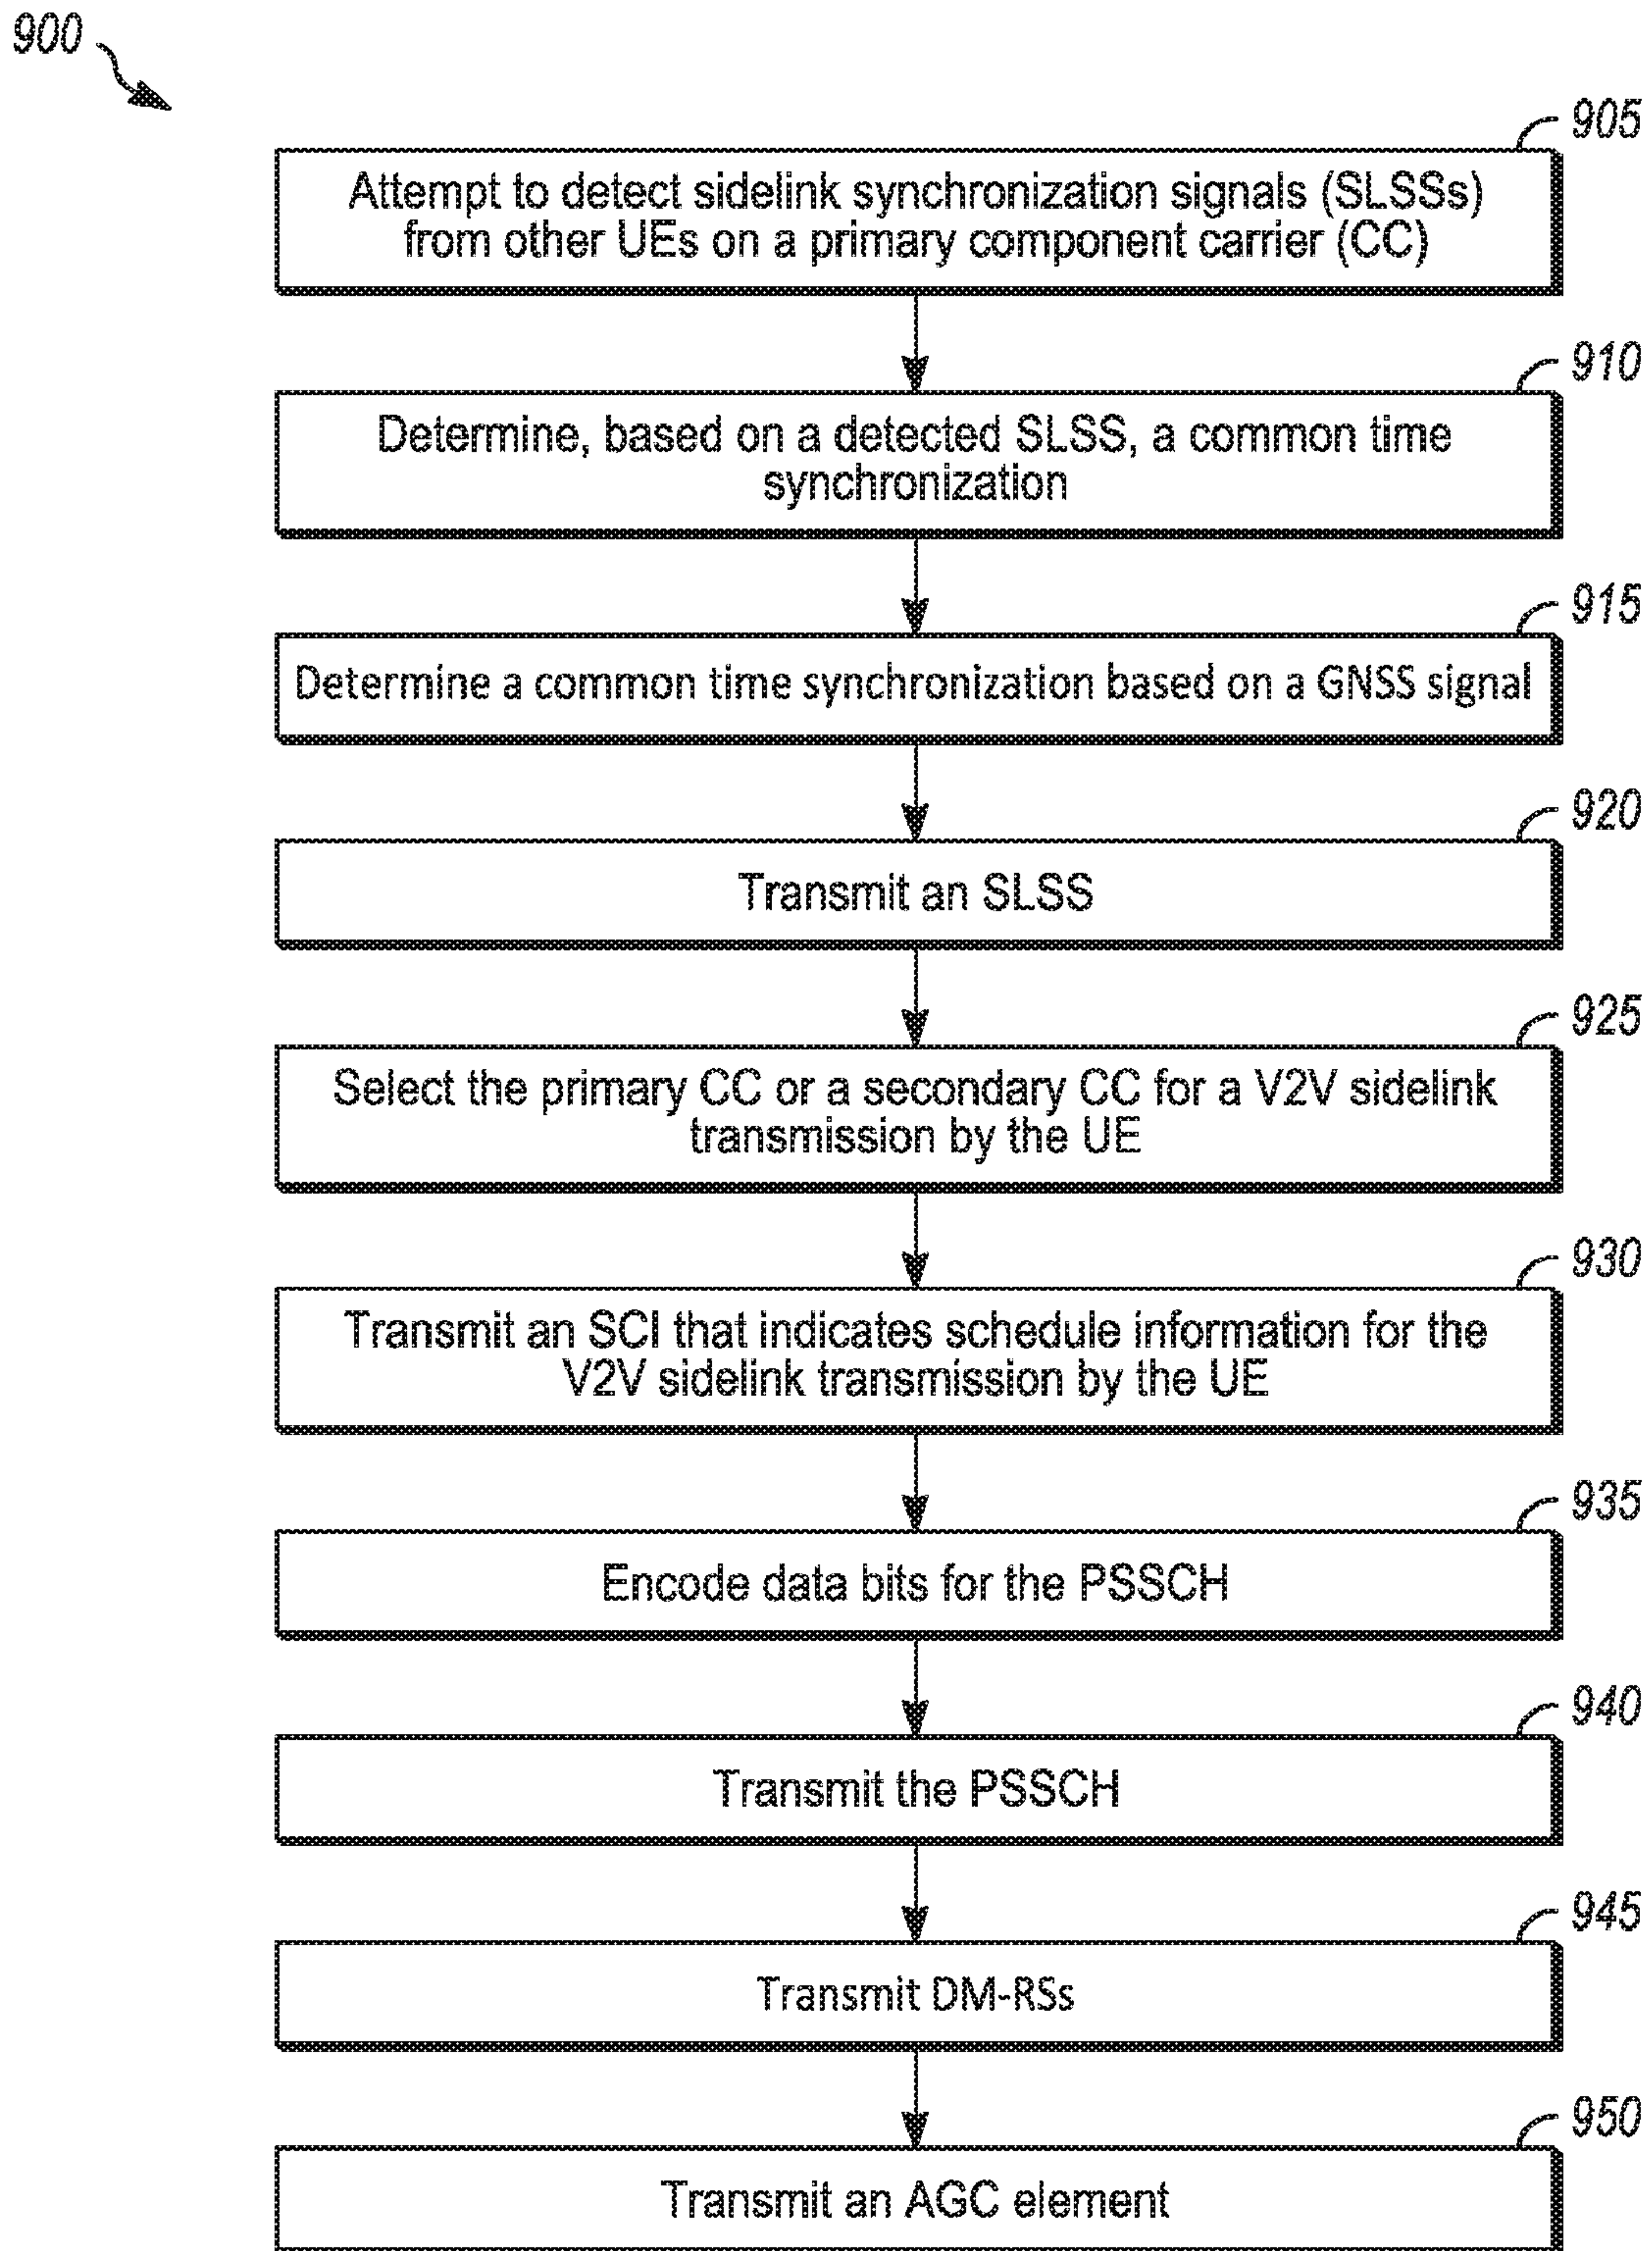 900
905
Attempt to detect sidelink synchronization signals (SLSSs)
from other UEs on a primary component carrier (CC)
910
Determine, based on a detected SLSS, a common time
synchronization
915
Determine a common time synchronization based on a GNSS signal
920
Transmit an SLSS
925
Select the primary CC or a secondary CC for a V2V sidelink
transmission by the UE
930
Transmit an SCI that indicates schedule information for the
V2V sidelink transmission by the UE
935
Encode data bits for the PSSCH
940
Transmit the PSSCH
945
Transmit DM-RSs
950
Transmit an AGC element